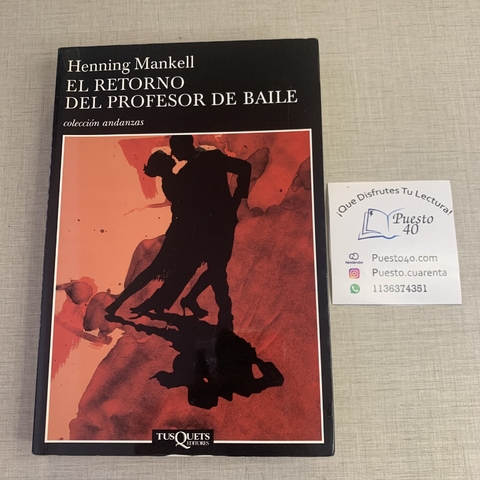 Henning Mankell
EL RETORNO
DEL PROFESOR DE BAILE
colección andanzas
TUSQUETS
EDITORES
¡Que Disfrutes Tu Lectura!
Puesto
40
Puesto40.com
Puesto.cuarenta
1136374351